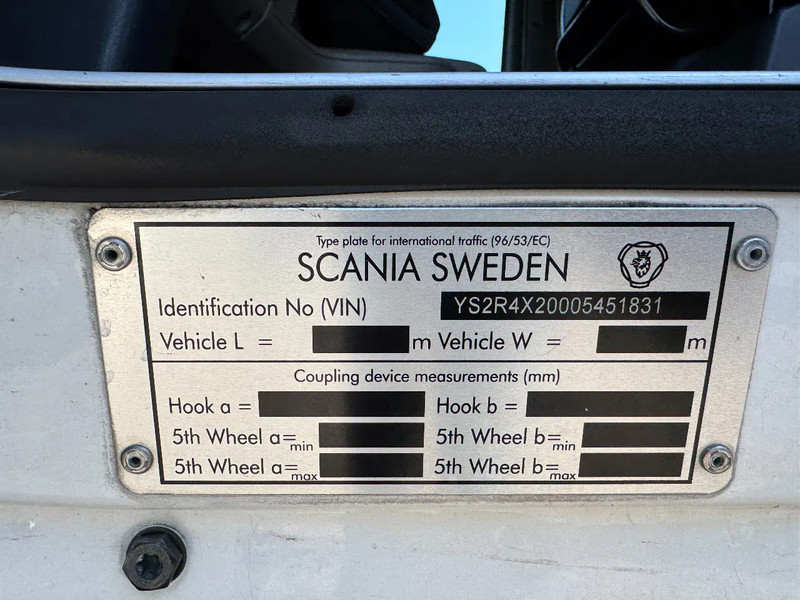 Type plate for international traffic (96/53/EC)
SCANIA SWEDEN
Identification No (VIN) YS2R4X20005451831
Vehicle L = m Vehicle W = m
Coupling device measurements (mm)
Hook a = Hook b =
5th Wheel a=min 5th Wheel b=min
5th Wheel a=max 5th Wheel b=max